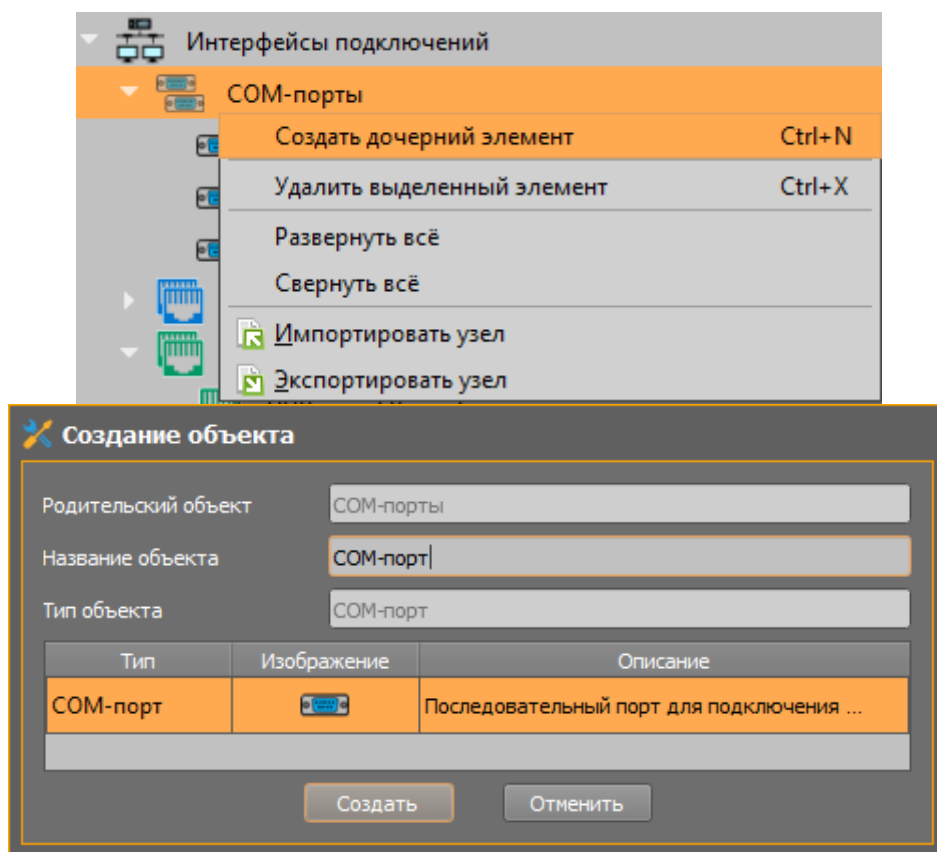 Интерфейсы подключений
COM-порты
Создать дочерний элемент Ctrl+N
Удалить выделенный элемент Ctrl+X
Развернуть всё
Свернуть всё
Импортировать узел
Экспортировать узел
Создание объекта
Родительский объект COM-порты
Название объекта COM-порт
Тип объекта COM-порт
Тип Изображение Описание
COM-порт Последовательный порт для подключения ...
Создать Отменить